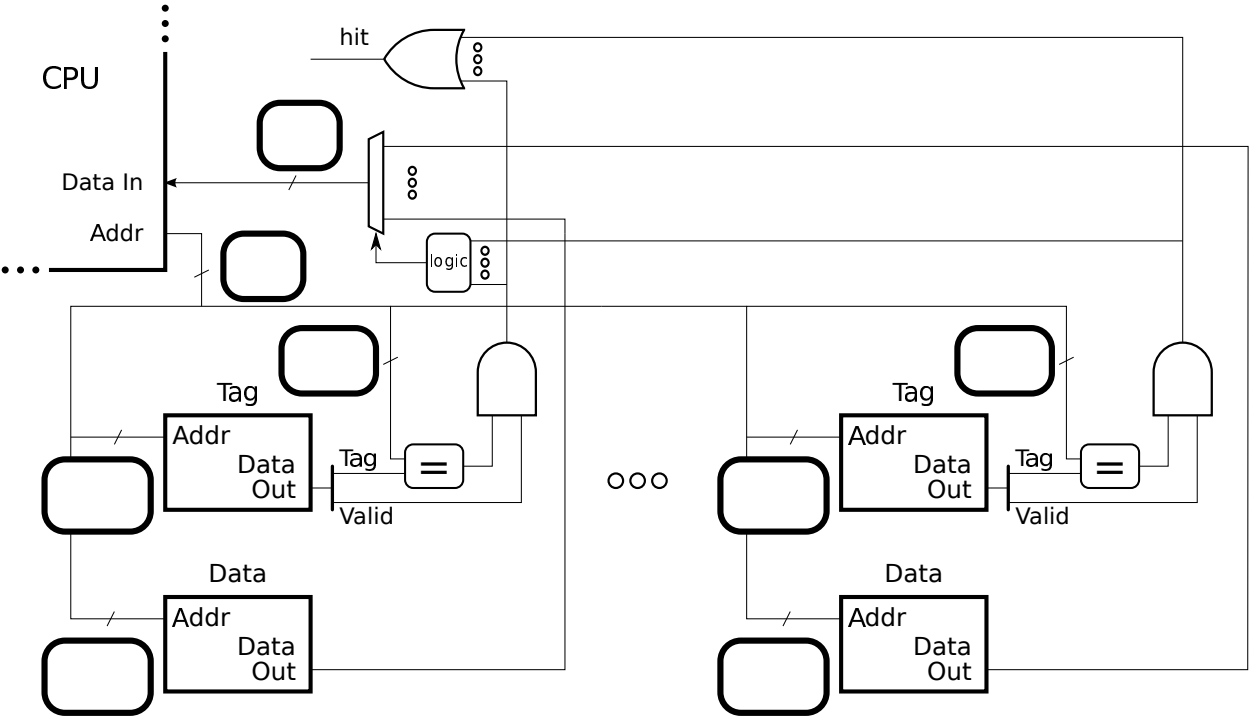 hit
CPU
Data In
Addr
logic
Tag
Addr
Data
Out
Tag
=
Valid
Tag
Addr
Data
Out
Tag
=
Valid
Data
Addr
Data
Out
Data
Addr
Data
Out